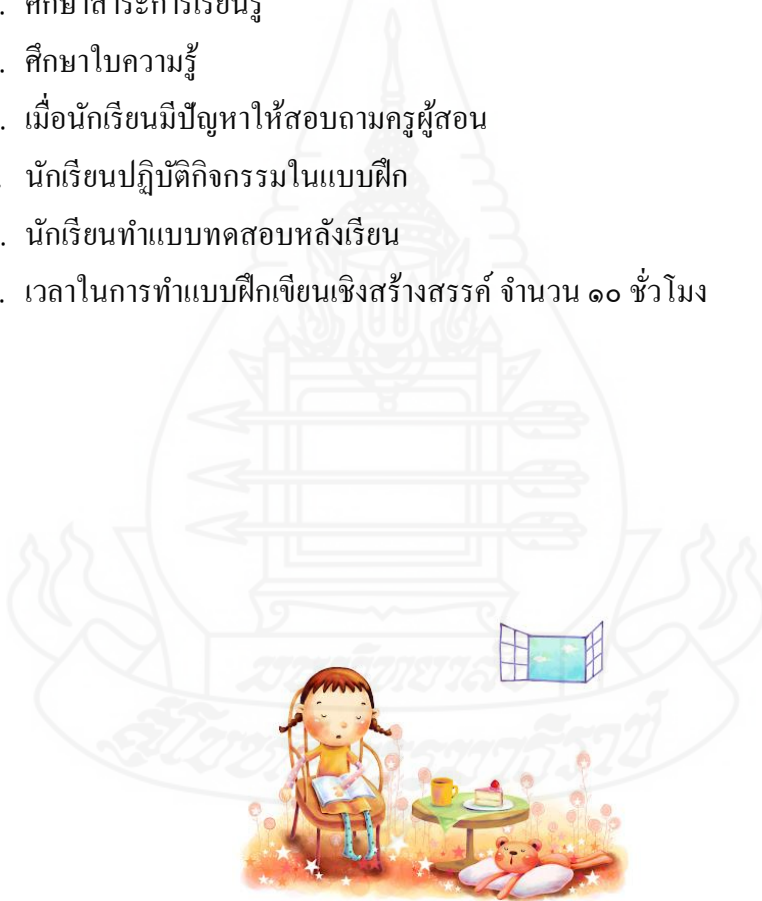 . ศึกษาสาระการเรียนรู้
. ศึกษาใบความรู้
. เมื่อนักเรียนมีปัญหาให้สอบถามครูผู้สอน
. นักเรียนปฏิบัติกิจกรรมในแบบฝึก
. นักเรียนทำแบบทดสอบหลังเรียน
. เวลาในการทำแบบฝึกเขียนเชิงสร้างสรรค์ จำนวน ๑๐ ชั่วโมง